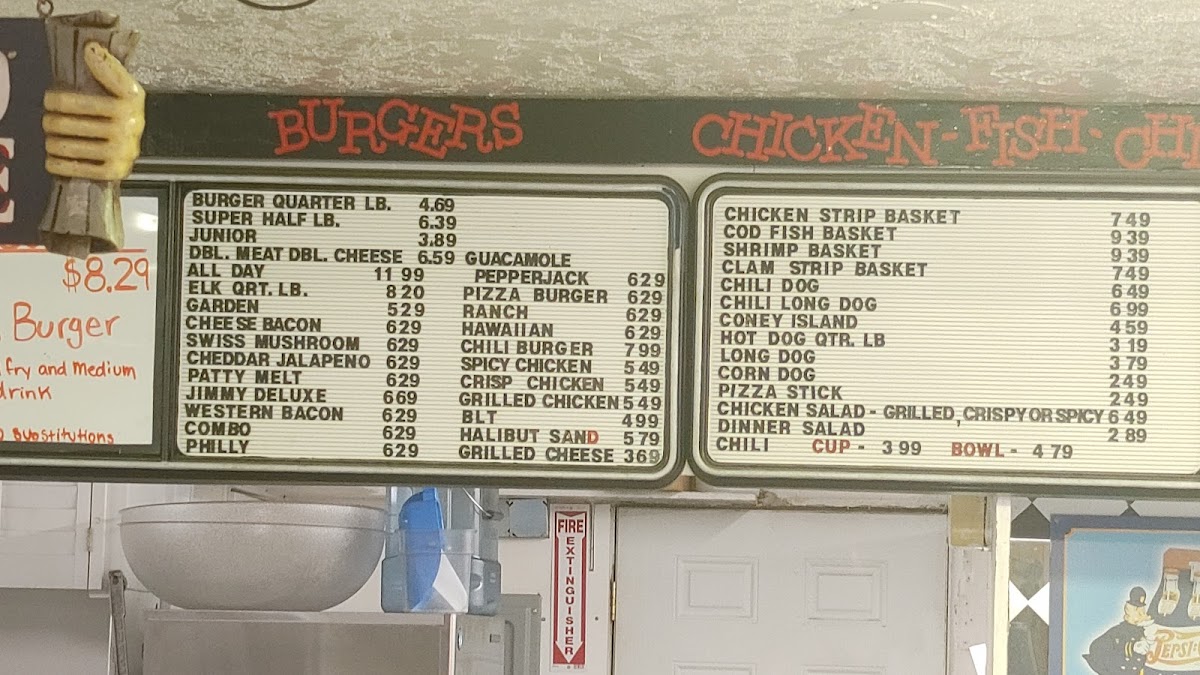 E
$8.29
Burger
fry and Medium
drink
substitutions
BURGERS
BURGER QUARTER LB. 4.69
SUPER HALF LB. 6.39
JUNIOR 3.89
DBL. MEAT DBL. CHEESE 6.59
ALL DAY 11 99
ELK QRT. LB. 8 20
GARDEN 5 29
CHEESE BACON 6 29
SWISS MUSHROOM 6 29
CHEDDAR JALAPENO 6 29
PATTY MELT 6 29
JIMMY DELUXE 6 69
WESTERN BACON 6 29
COMBO 6 29
PHILLY 6 29
GUACAMOLE
PEPPERJACK 6 29
PIZZA BURGER 6 29
RANCH 6 29
HAWAIIAN 6 29
CHILI BURGER 7 99
SPICY CHICKEN 5 49
CRISP CHICKEN 5 49
GRILLED CHICKEN 5 49
BLT 4 99
HALIBUT SAND 5 79
GRILLED CHEESE 3 69
CHICKEN - FISH - CHI
CHICKEN STRIP BASKET 7 49
COD FISH BASKET 9 39
SHRIMP BASKET 9 39
CLAM STRIP BASKET 7 49
CHILI DOG 6 49
CHILI LONG DOG 6 99
CONEY ISLAND 4 59
HOT DOG QTR. LB 3 19
LONG DOG 3 79
CORN DOG 2 49
PIZZA STICK 2 49
CHICKEN SALAD - GRILLED, CRISPY OR SPICY 6 49
DINNER SALAD 2 89
CHILI CUP - 3 99 BOWL - 4 79
FIRE
EXTINGUISHER
PEPSI